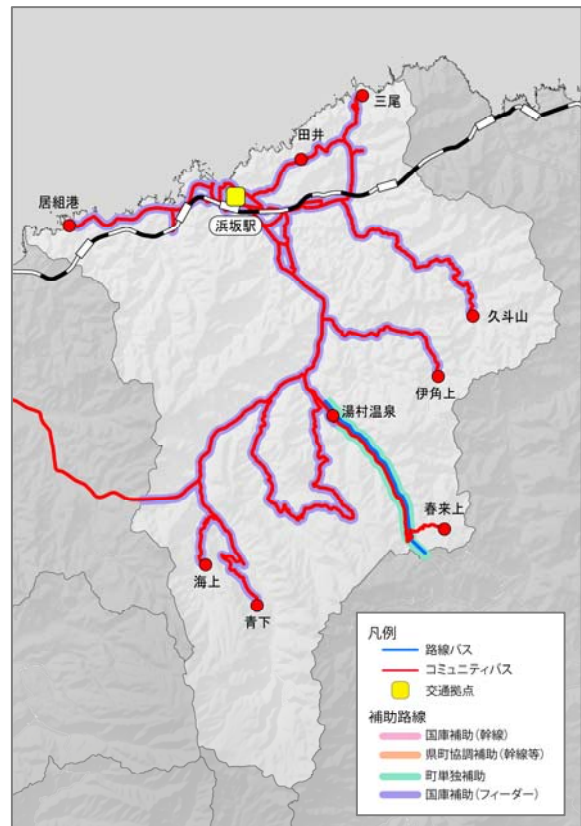 三尾
田井
居組港
浜坂駅
久斗山
伊角上
湯村温泉
春来上
海上
青下
凡例
路線バス
コミュニティバス
交通拠点
補助路線
国庫補助(幹線)
県町協調補助(幹線等)
町単独補助
国庫補助(フィーダー)